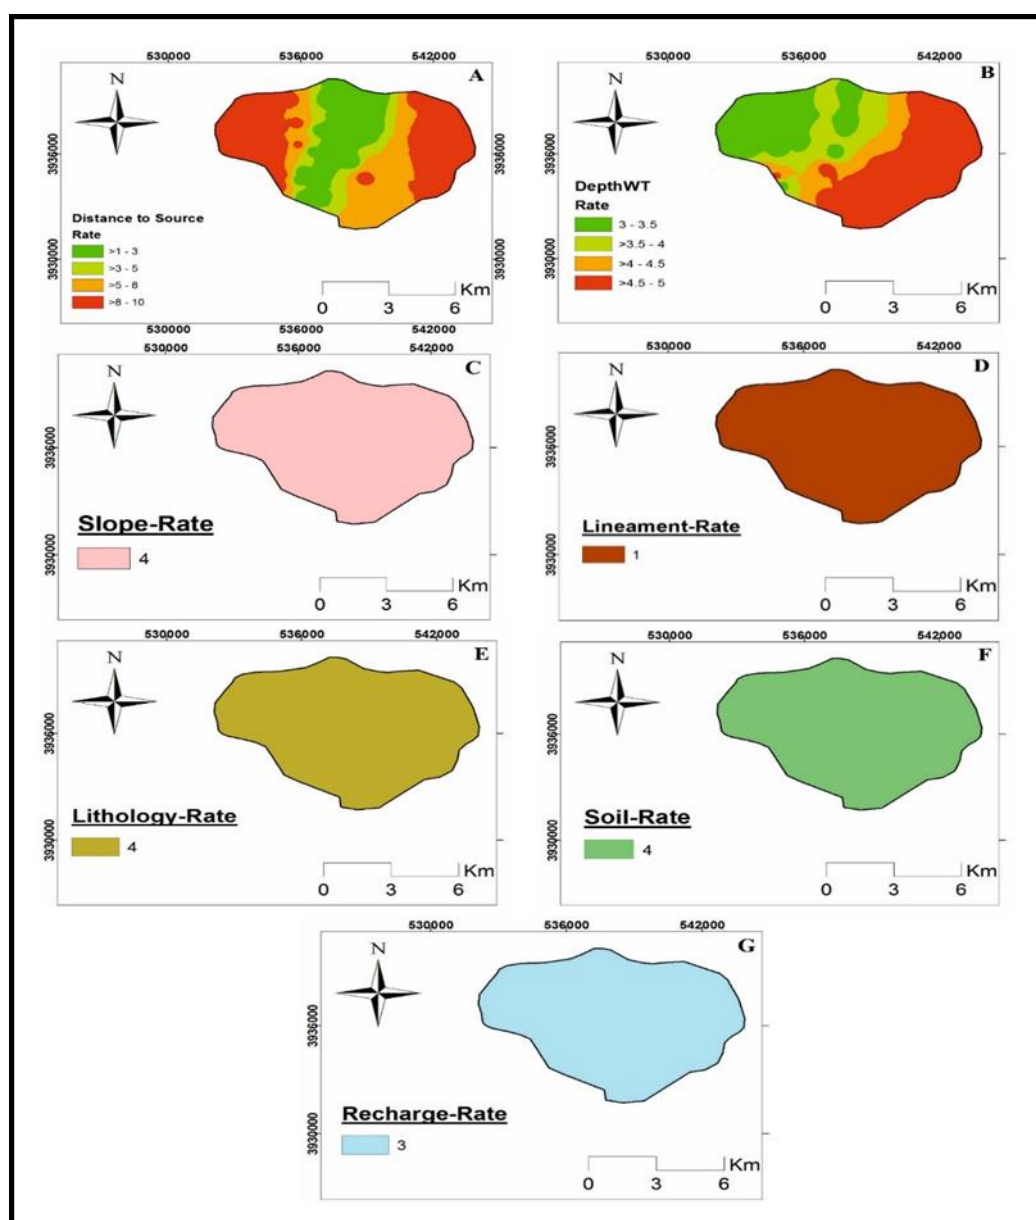 530000 536000 542000
A
N
3936000
3930000
Distance to Source
Rate
>1 - 3
>3 - 5
>5 - 8
>8 - 10
Km
0 3 6
530000 536000 542000
B
N
3936000
3930000
DepthWT
Rate
3 - 3.5
>3.5 - 4
>4 - 4.5
>4.5 - 5
Km
0 3 6
530000 536000 542000
C
N
3936000
3930000
Slope-Rate
4
Km
0 3 6
530000 536000 542000
D
N
3936000
3930000
Lineament-Rate
1
Km
0 3 6
530000 536000 542000
E
N
3936000
3930000
Lithology-Rate
4
Km
0 3 6
530000 536000 542000
F
N
3936000
3930000
Soil-Rate
4
Km
0 3 6
530000 536000 542000
G
N
3936000
3930000
Recharge-Rate
3
Km
0 3 6